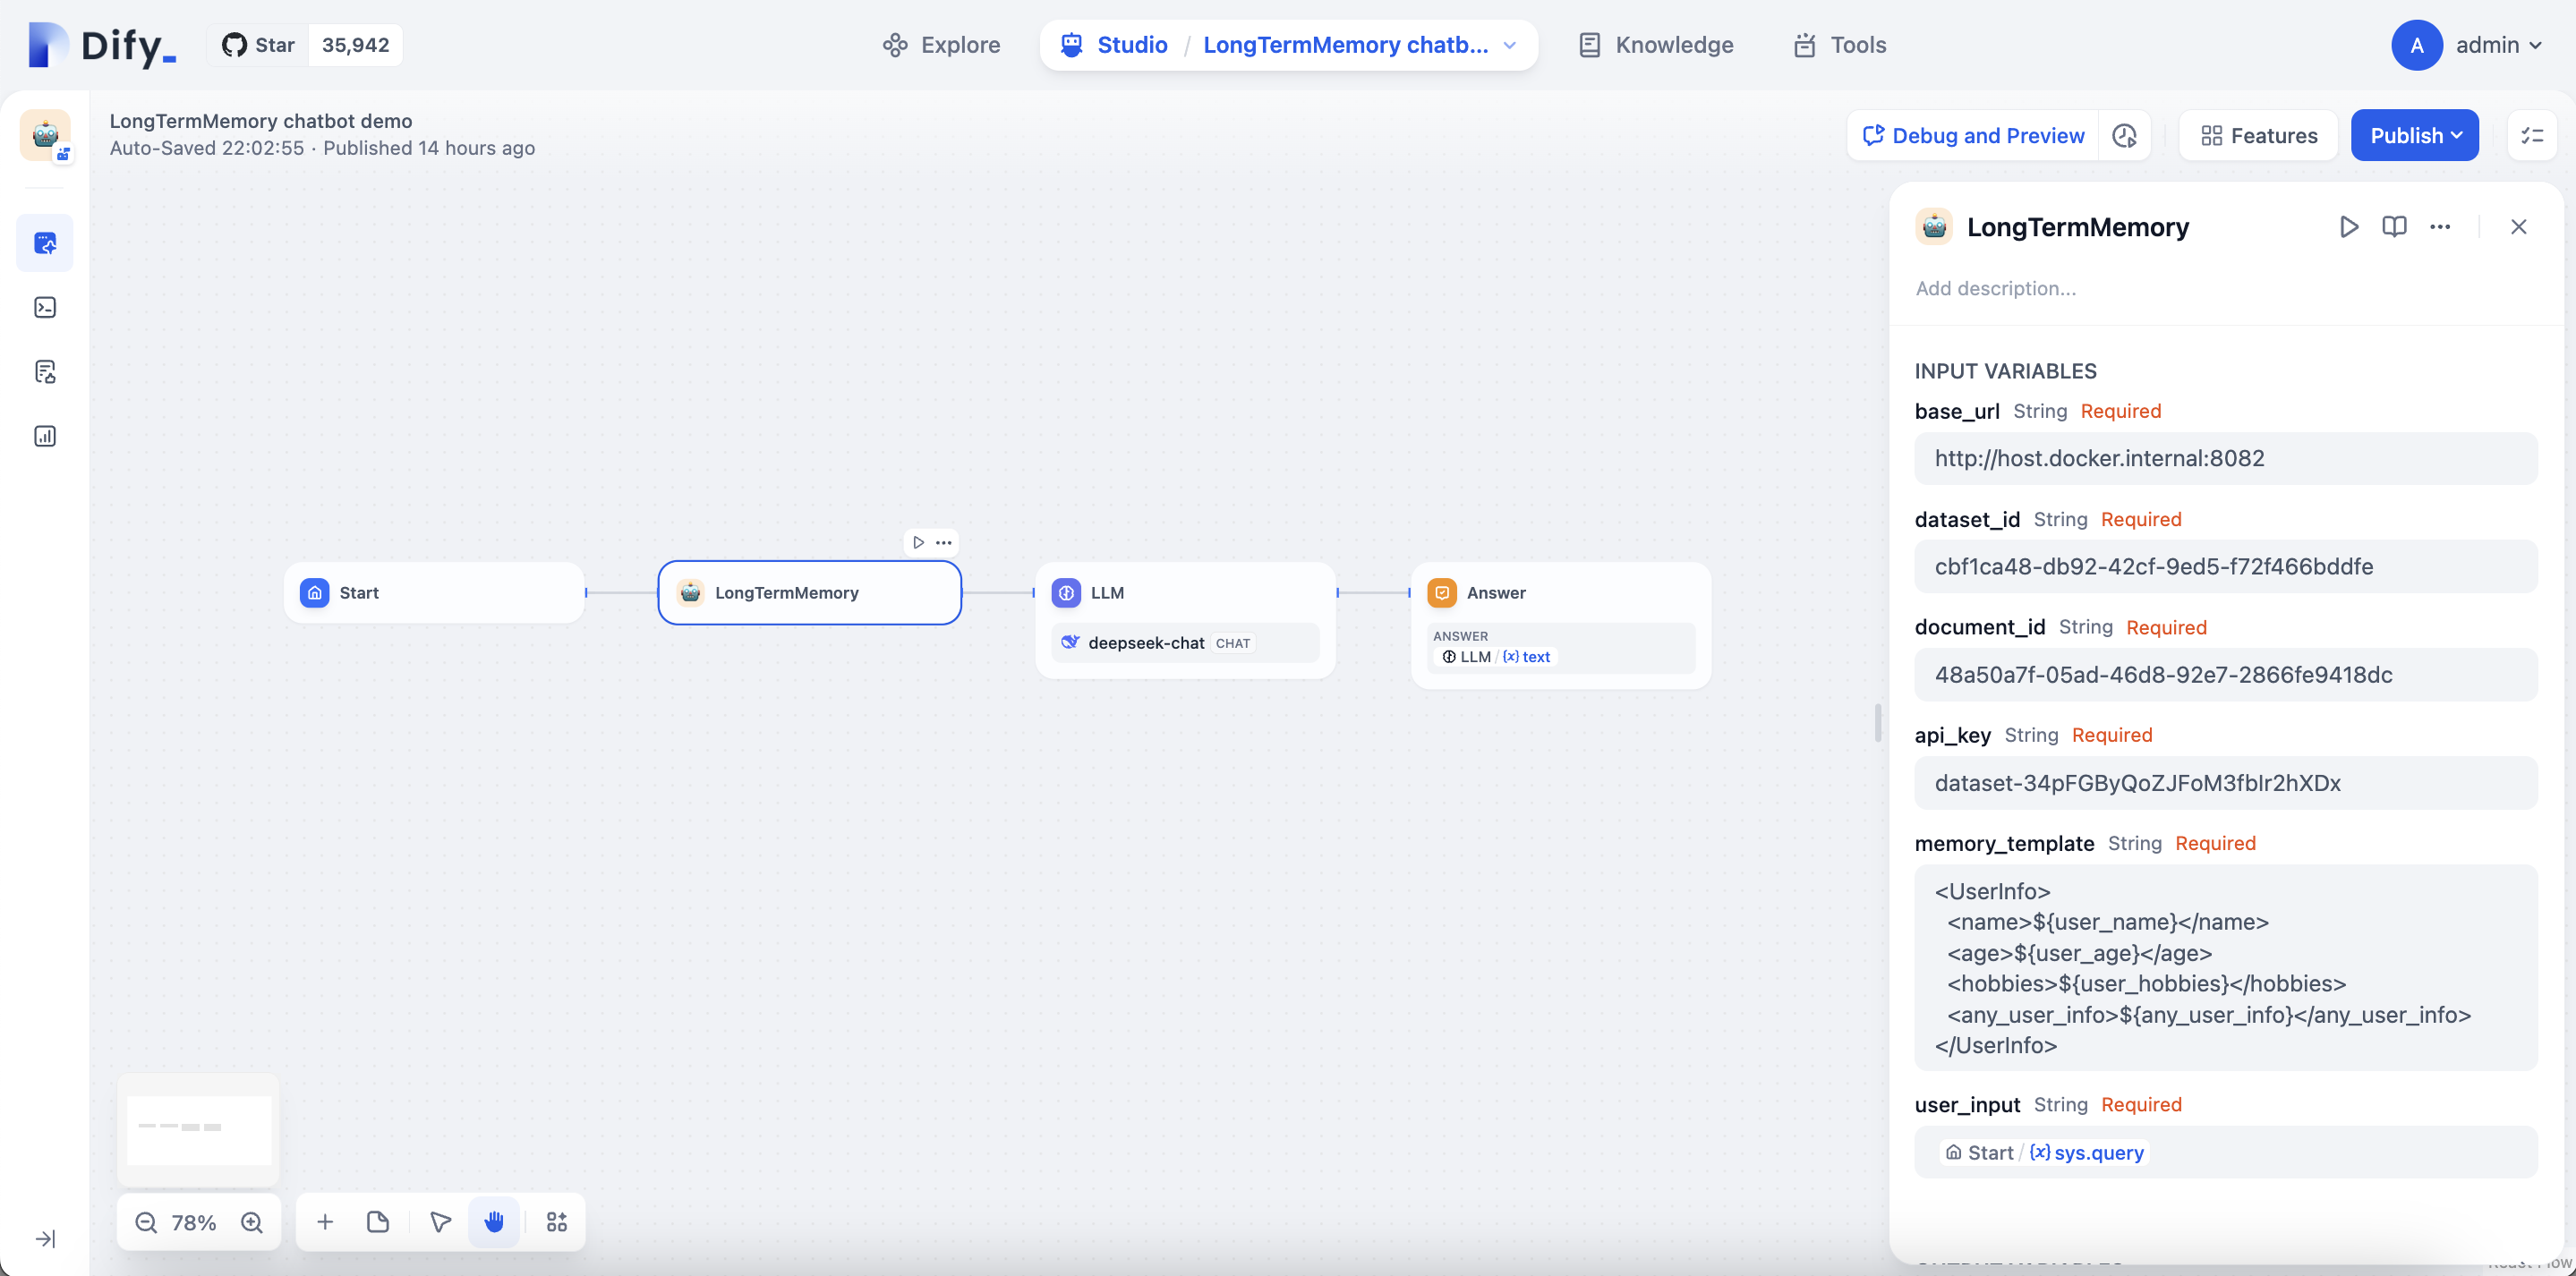 Dify_
Star 35,942
Explore
Studio / LongTermMemory chatb...
Knowledge
Tools
A admin
LongTermMemory chatbot demo
Auto-Saved 22:02:55 · Published 14 hours ago
Debug and Preview
Features
Publish
Start
LongTermMemory
LLM
deepseek-chat CHAT
Answer
ANSWER
LLM / {x} text
78%
LongTermMemory
Add description...
INPUT VARIABLES
base_url String Required
http://host.docker.internal:8082
dataset_id String Required
cbf1ca48-db92-42cf-9ed5-f72f466bddfe
document_id String Required
48a50a7f-05ad-46d8-92e7-2866fe9418dc
api_key String Required
dataset-34pFGByQoZJFoM3fbIr2hXDx
memory_template String Required
<UserInfo>
<name>${user_name}</name>
<age>${user_age}</age>
<hobbies>${user_hobbies}</hobbies>
<any_user_info>${any_user_info}</any_user_info>
</UserInfo>
user_input String Required
Start / {x} sys.query